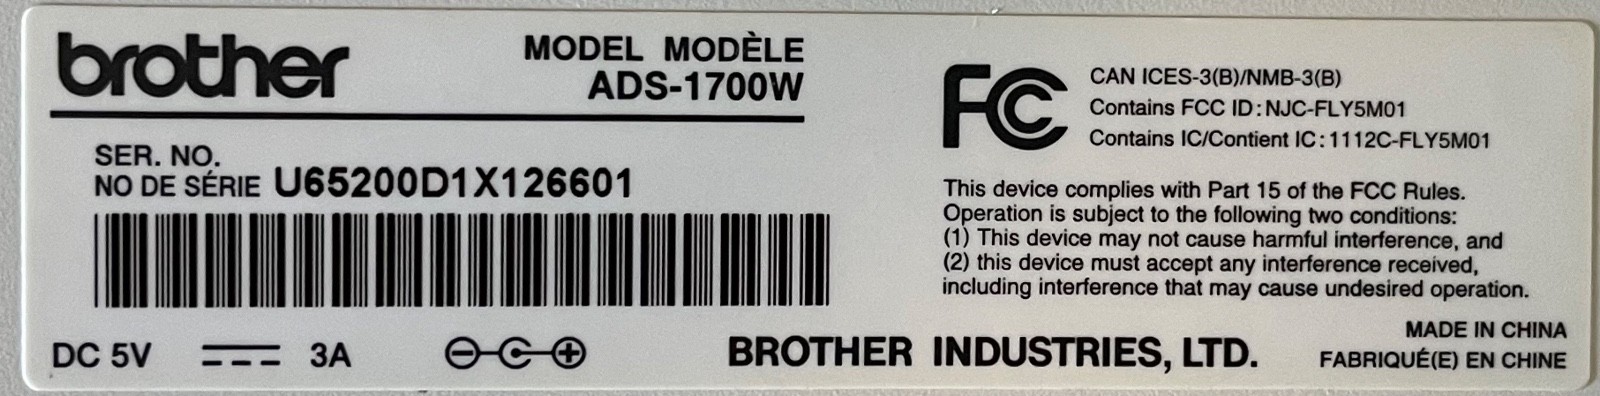 brother
MODEL MODÈLE
ADS-1700W
SER. NO.
NO DE SÉRIE U65200D1X126601
DC 5V 3A
FC
CAN ICES-3(B)/NMB-3(B)
Contains FCC ID:NJC-FLY5M01
Contains IC/Contient IC:1112C-FLY5M01
This device complies with Part 15 of the FCC Rules.
Operation is subject to the following two conditions:
(1) This device may not cause harmful interference, and
(2) this device must accept any interference received,
including interference that may cause undesired operation.
BROTHER INDUSTRIES, LTD.
MADE IN CHINA
FABRIQUÉ(E) EN CHINE